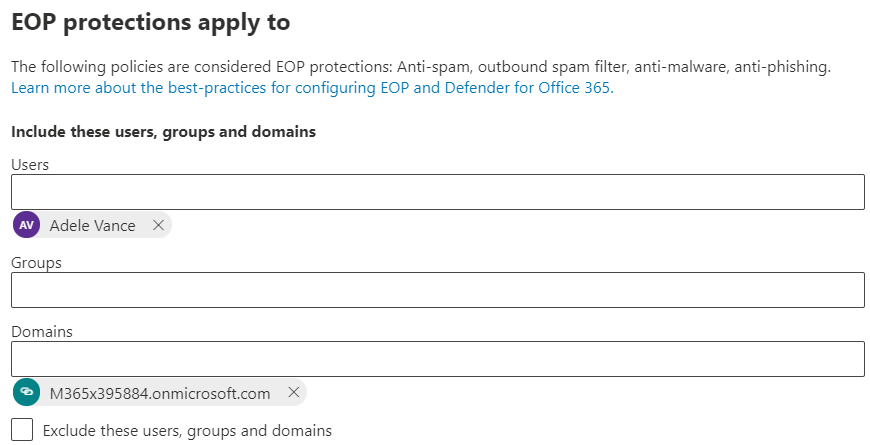 EOP protections apply to
The following policies are considered EOP protections: Anti-spam, outbound spam filter, anti-malware, anti-phishing.
Learn more about the best-practices for configuring EOP and Defender for Office 365.
Include these users, groups and domains
Users
AV Adele Vance
Groups
Domains
M365x395884.onmicrosoft.com
Exclude these users, groups and domains